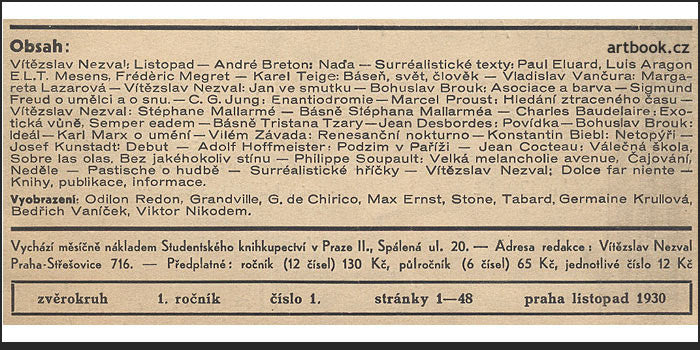 Obsah:
artbook.cz
Vítězslav Nezval: Listopad — André Breton: Naďa — Surréalistické texty: Paul Eluard, Luis Aragon
E.L.T. Mesens, Frédèric Megret — Karel Teige: Báseň, svět, člověk — Vladislav Vančura: Marga-
reta Lazarová — Vítězslav Nezval: Jan ve smutku — Bohuslav Brouk: Asociace a barva — Sigmund
Freud o umělci a o snu. — C. G. Jung: Enantiodromie — Marcel Proust: Hledání ztraceného času —
Vítězslav Nezval: Stéphane Mallarmé — Básně Stéphana Mallarméa — Charles Baudelaire: Exo-
tická vůně, Semper eadem — Básně Tristana Tzary — Jean Desbordes: Povídka — Bohuslav Brouk:
Ideál — Karl Marx o umění — Vilém Závada: Renesanční nokturno — Konstantin Biebl: Netopýři —
Josef Kunstadt: Debut — Adolf Hoffmeister: Podzim v Paříži — Jean Cocteau: Válečná škola,
Sobre las olas, Bez jakéhokoliv stínu — Philippe Soupault: Velká melancholie avenue, Čajování,
Neděle — Pastische o hudbě — Surréalistické hříčky — Vítězslav Nezval; Dolce far niente —
Knihy, publikace, informace.
Vyobrazení: Odilon Redon, Grandville, G. de Chirico, Max Ernst, Stone, Tabard, Germaine Krullová,
Bedřich Vaníček, Viktor Nikodem.
Vychází měsíčně nákladem Studentského knihkupectví v Praze II., Spálená ul. 20. — Adresa redakce: Vítězslav Nezval
Praha-Střešovice 716. — Předplatné: ročník (12 čísel) 130 Kč, půlročník (6 čísel) 65 Kč, jednotlivé číslo 12 Kč
zvěrokruh 1. ročník číslo 1. stránky 1—48 praha listopad 1930